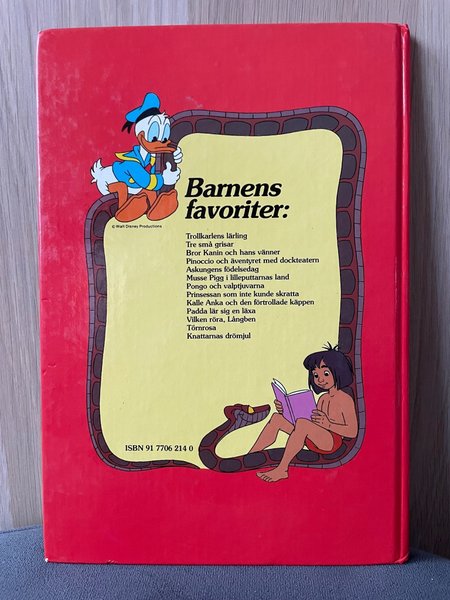 © Walt Disney Productions
Barnens
favoriter:
Trollkarlens lärling
Tre små grisar
Bror Kanin och hans vänner
Pinoccio och äventyret med dockteatern
Askungens födelsedag
Musse Pigg i lilleputtarnas land
Pongo och valptjuvarna
Prinsessan som inte kunde skratta
Kalle Anka och den förtrollade käppen
Padda lär sig en läxa
Vilken röra, Långben
Törnrosa
Knattarnas drömjul
ISBN 91 7706 214 0